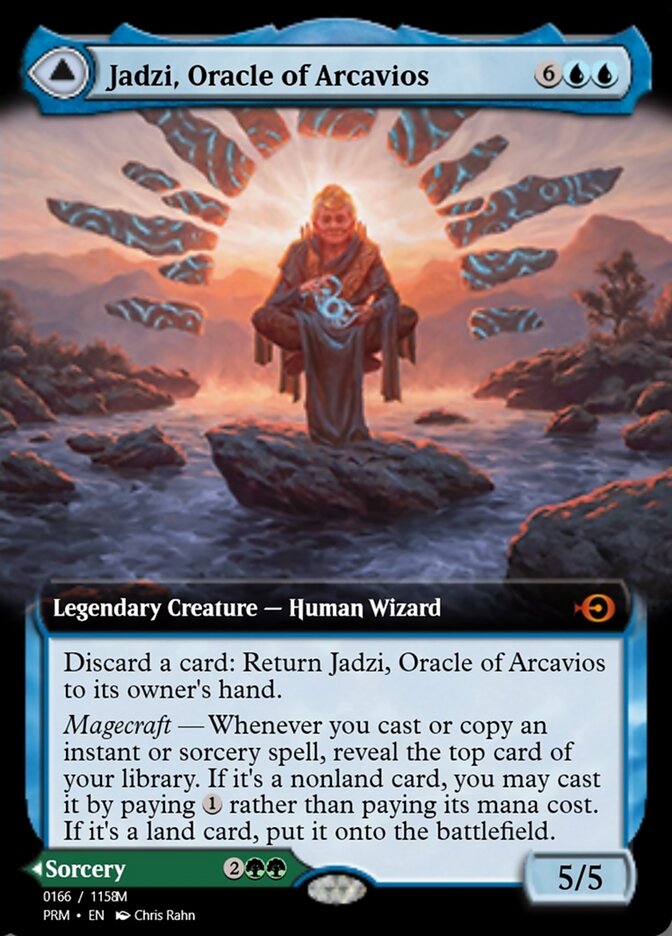 Jadzi, Oracle of Arcavios 6
Legendary Creature — Human Wizard
Discard a card: Return Jadzi, Oracle of Arcavios
to its owner's hand.
Magecraft — Whenever you cast or copy an
instant or sorcery spell, reveal the top card of
your library. If it's a nonland card, you may cast
it by paying 1 rather than paying its mana cost.
If it's a land card, put it onto the battlefield.
Sorcery 2
5/5
0166 / 1158M
PRM • EN Chris Rahn